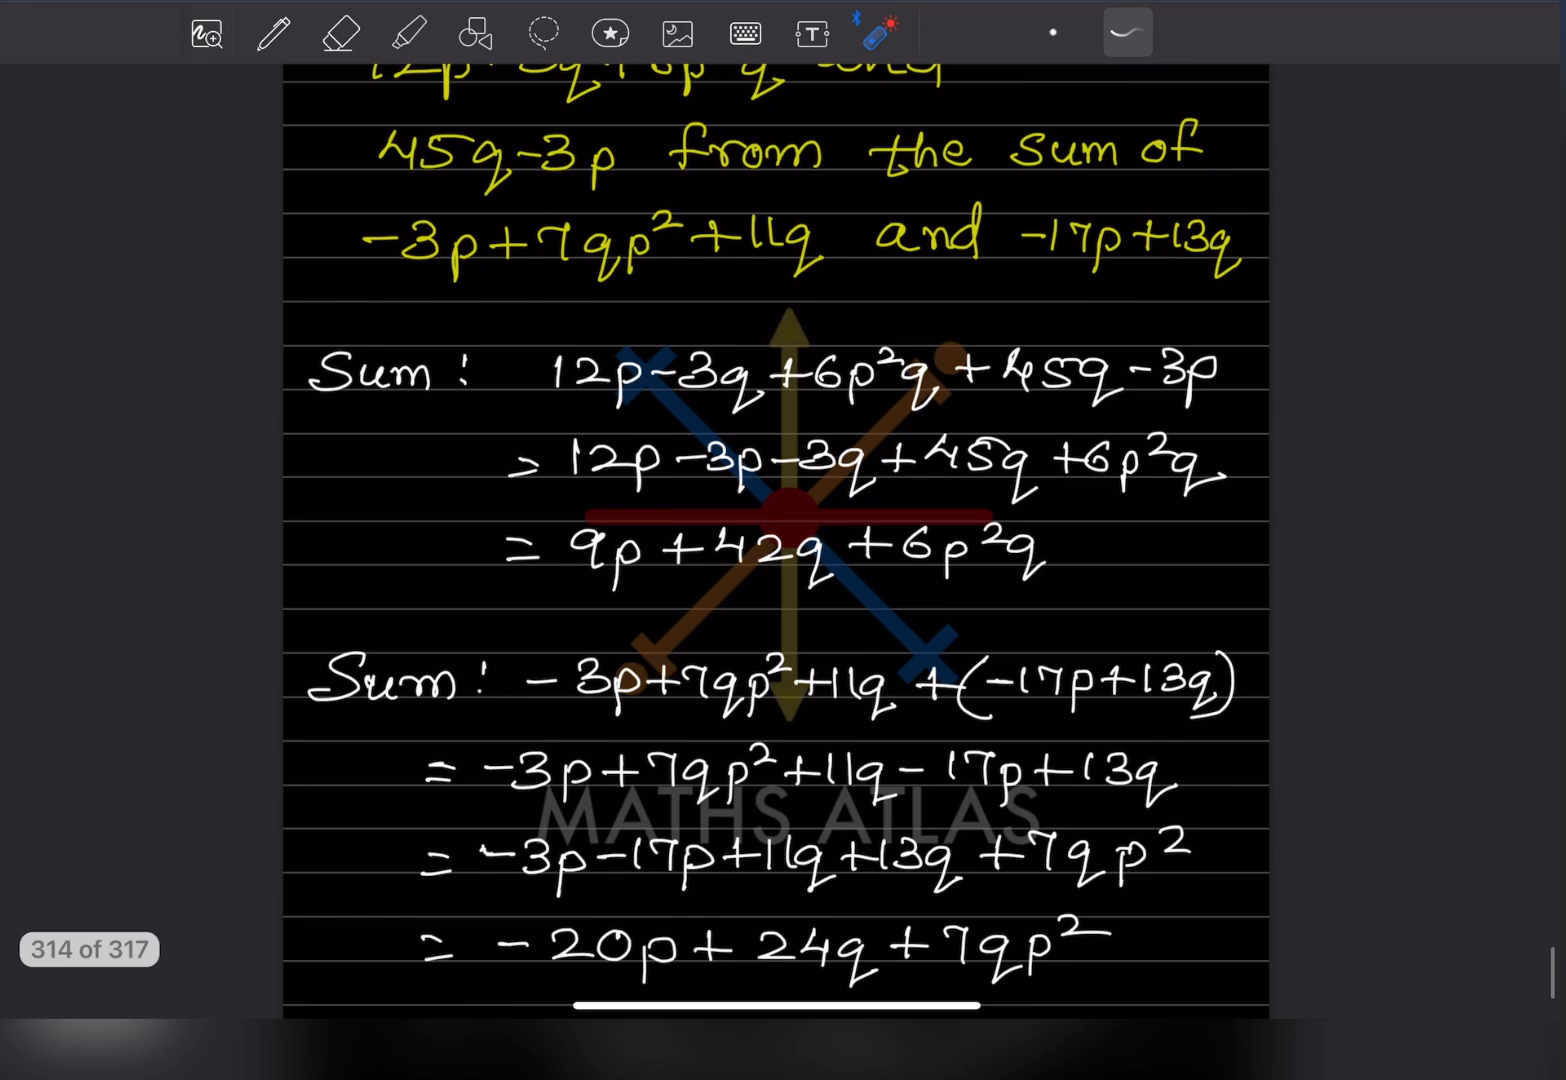 45q-3p from the sum of
-3p+7qp²+11q and -17p+13q
Sum: 12p-3q+6p²q+45q-3p
= 12p-3p-3q+45q+6p²q
= 9p+42q+6p²q
Sum: -3p+7qp²+11q+(-17p+13q)
= -3p+7qp²+11q-17p+13q
MATHS ATLAS
= -3p-17p+11q+13q+7qp²
= -20p+24q+7qp²
314 of 317